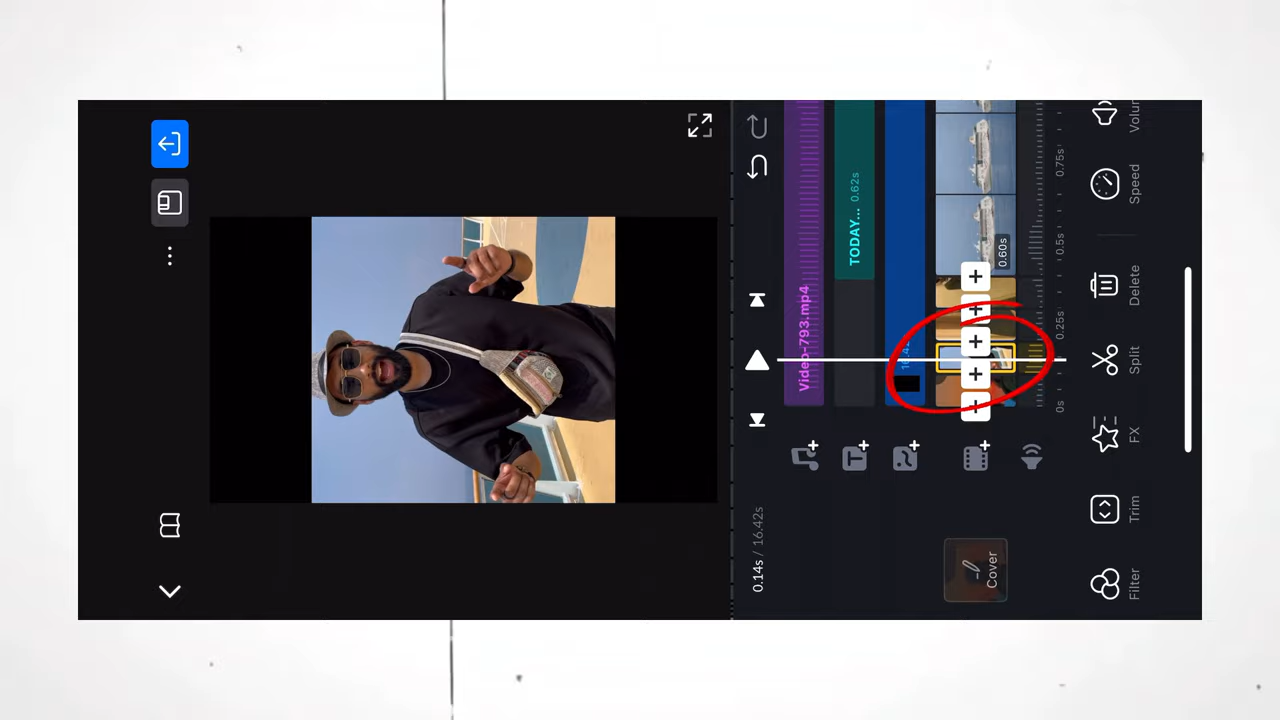 0.14s / 16.42s
Video-793.mp4
TODAY... 0.62s
Cover
0.60s
0s 0.25s 0.5s 0.75s
Filter Trim FX Split Delete Speed